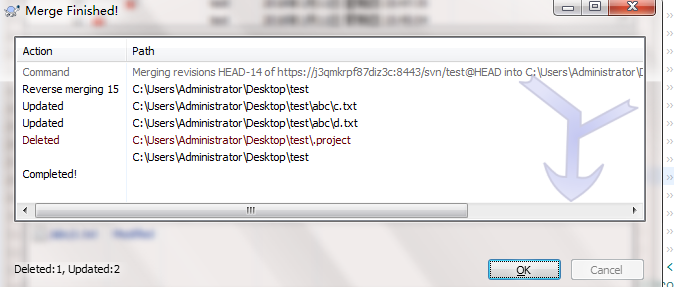 Merge Finished!
Action Path
Command Merging revisions HEAD-14 of https://j3qmkrpf87diz3c:8443/svn/test@HEAD into C:\Users\Administrator\D
Reverse merging 15 C:\Users\Administrator\Desktop\test
Updated C:\Users\Administrator\Desktop\test\abc\c.txt
Updated C:\Users\Administrator\Desktop\test\abc\d.txt
Deleted C:\Users\Administrator\Desktop\test\.project
C:\Users\Administrator\Desktop\test
Completed!
Deleted:1, Updated:2
OK
Cancel